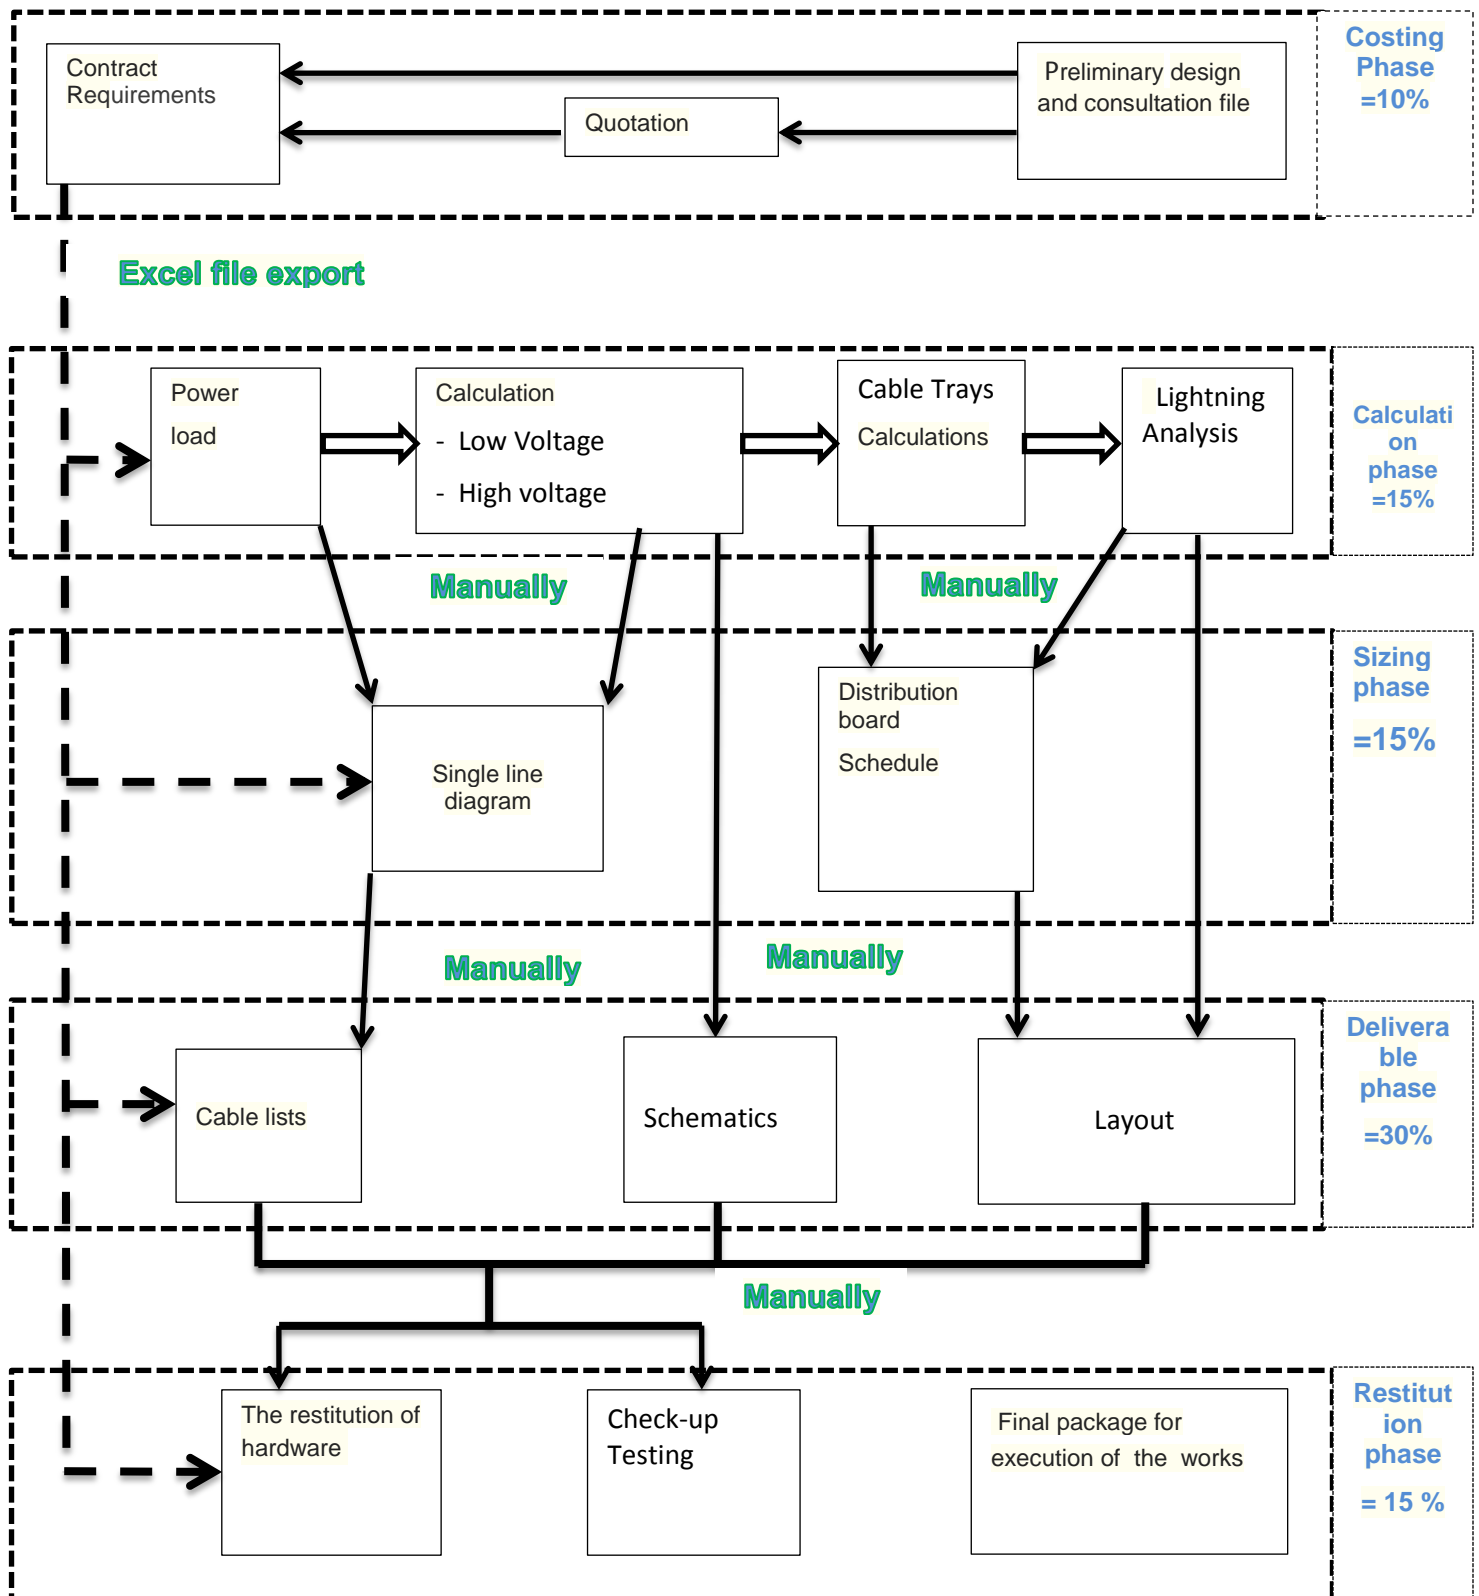 Contract
Requirements
Quotation
Preliminary design
and consultation file
Costing
Phase
=10%
Excel file export
Power
load
Calculation
- Low Voltage
- High voltage
Cable Trays
Calculations
Lightning
Analysis
Calculati
on
phase
=15%
Manually
Manually
Single line
diagram
Distribution
board
Schedule
Sizing
phase
=15%
Manually
Manually
Cable lists
Schematics
Layout
Delivera
ble
phase
=30%
Manually
The restitution of
hardware
Check-up
Testing
Final package for
execution of the works
Restitut
ion
phase
= 15 %